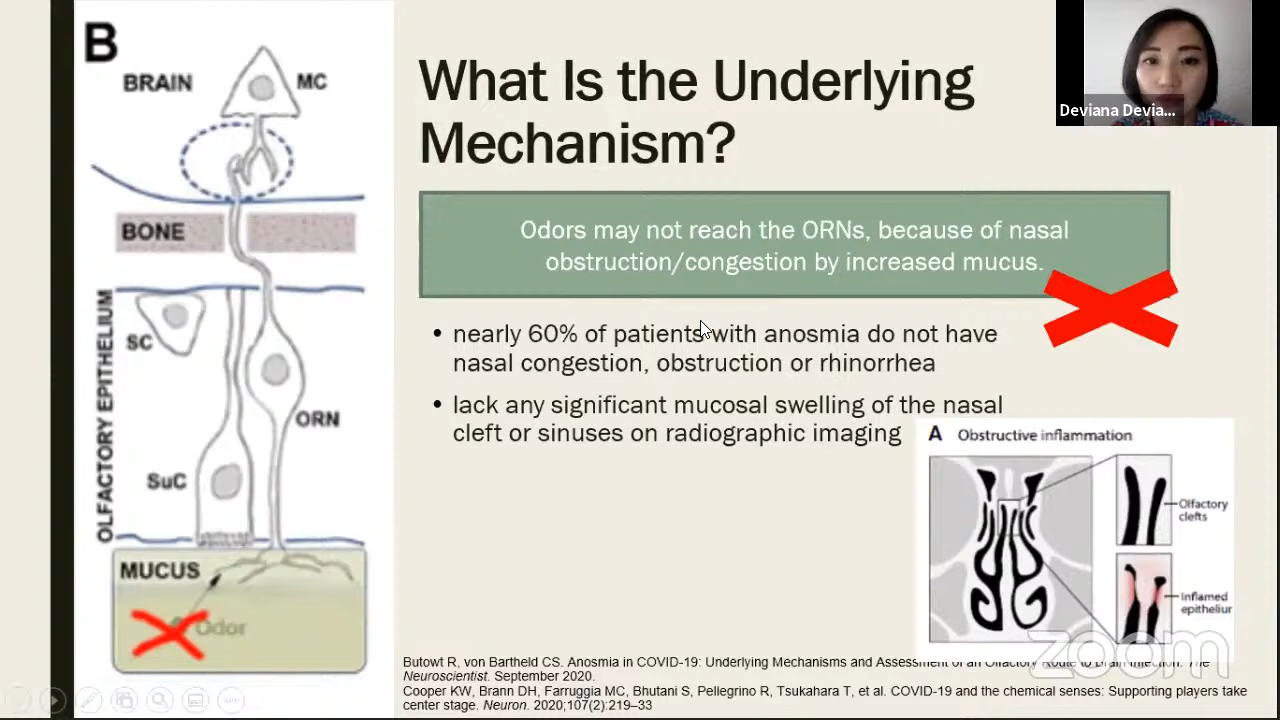 B
BRAIN
MC
BONE
OLFACTORY EPITHELIUM
SC
ORN
SuC
MUCUS
Odor
What Is the Underlying
Mechanism?
Deviana Devia...
Odors may not reach the ORNs, because of nasal
obstruction/congestion by increased mucus.
• nearly 60% of patients with anosmia do not have
nasal congestion, obstruction or rhinorrhea
• lack any significant mucosal swelling of the nasal
cleft or sinuses on radiographic imaging
A Obstructive inflammation
Olfactory
clefts
Inflamed
epitheliur
zoom
Butowt R, von Bartheld CS. Anosmia in COVID-19: Underlying Mechanisms and Assessment of an Olfactory Route to Brain Infection. The
Neuroscientist. September 2020.
Cooper KW, Brann DH, Farruggia MC, Bhutani S, Pellegrino R, Tsukahara T, et al. COVID-19 and the chemical senses: Supporting players take
center stage. Neuron. 2020;107(2):219–33